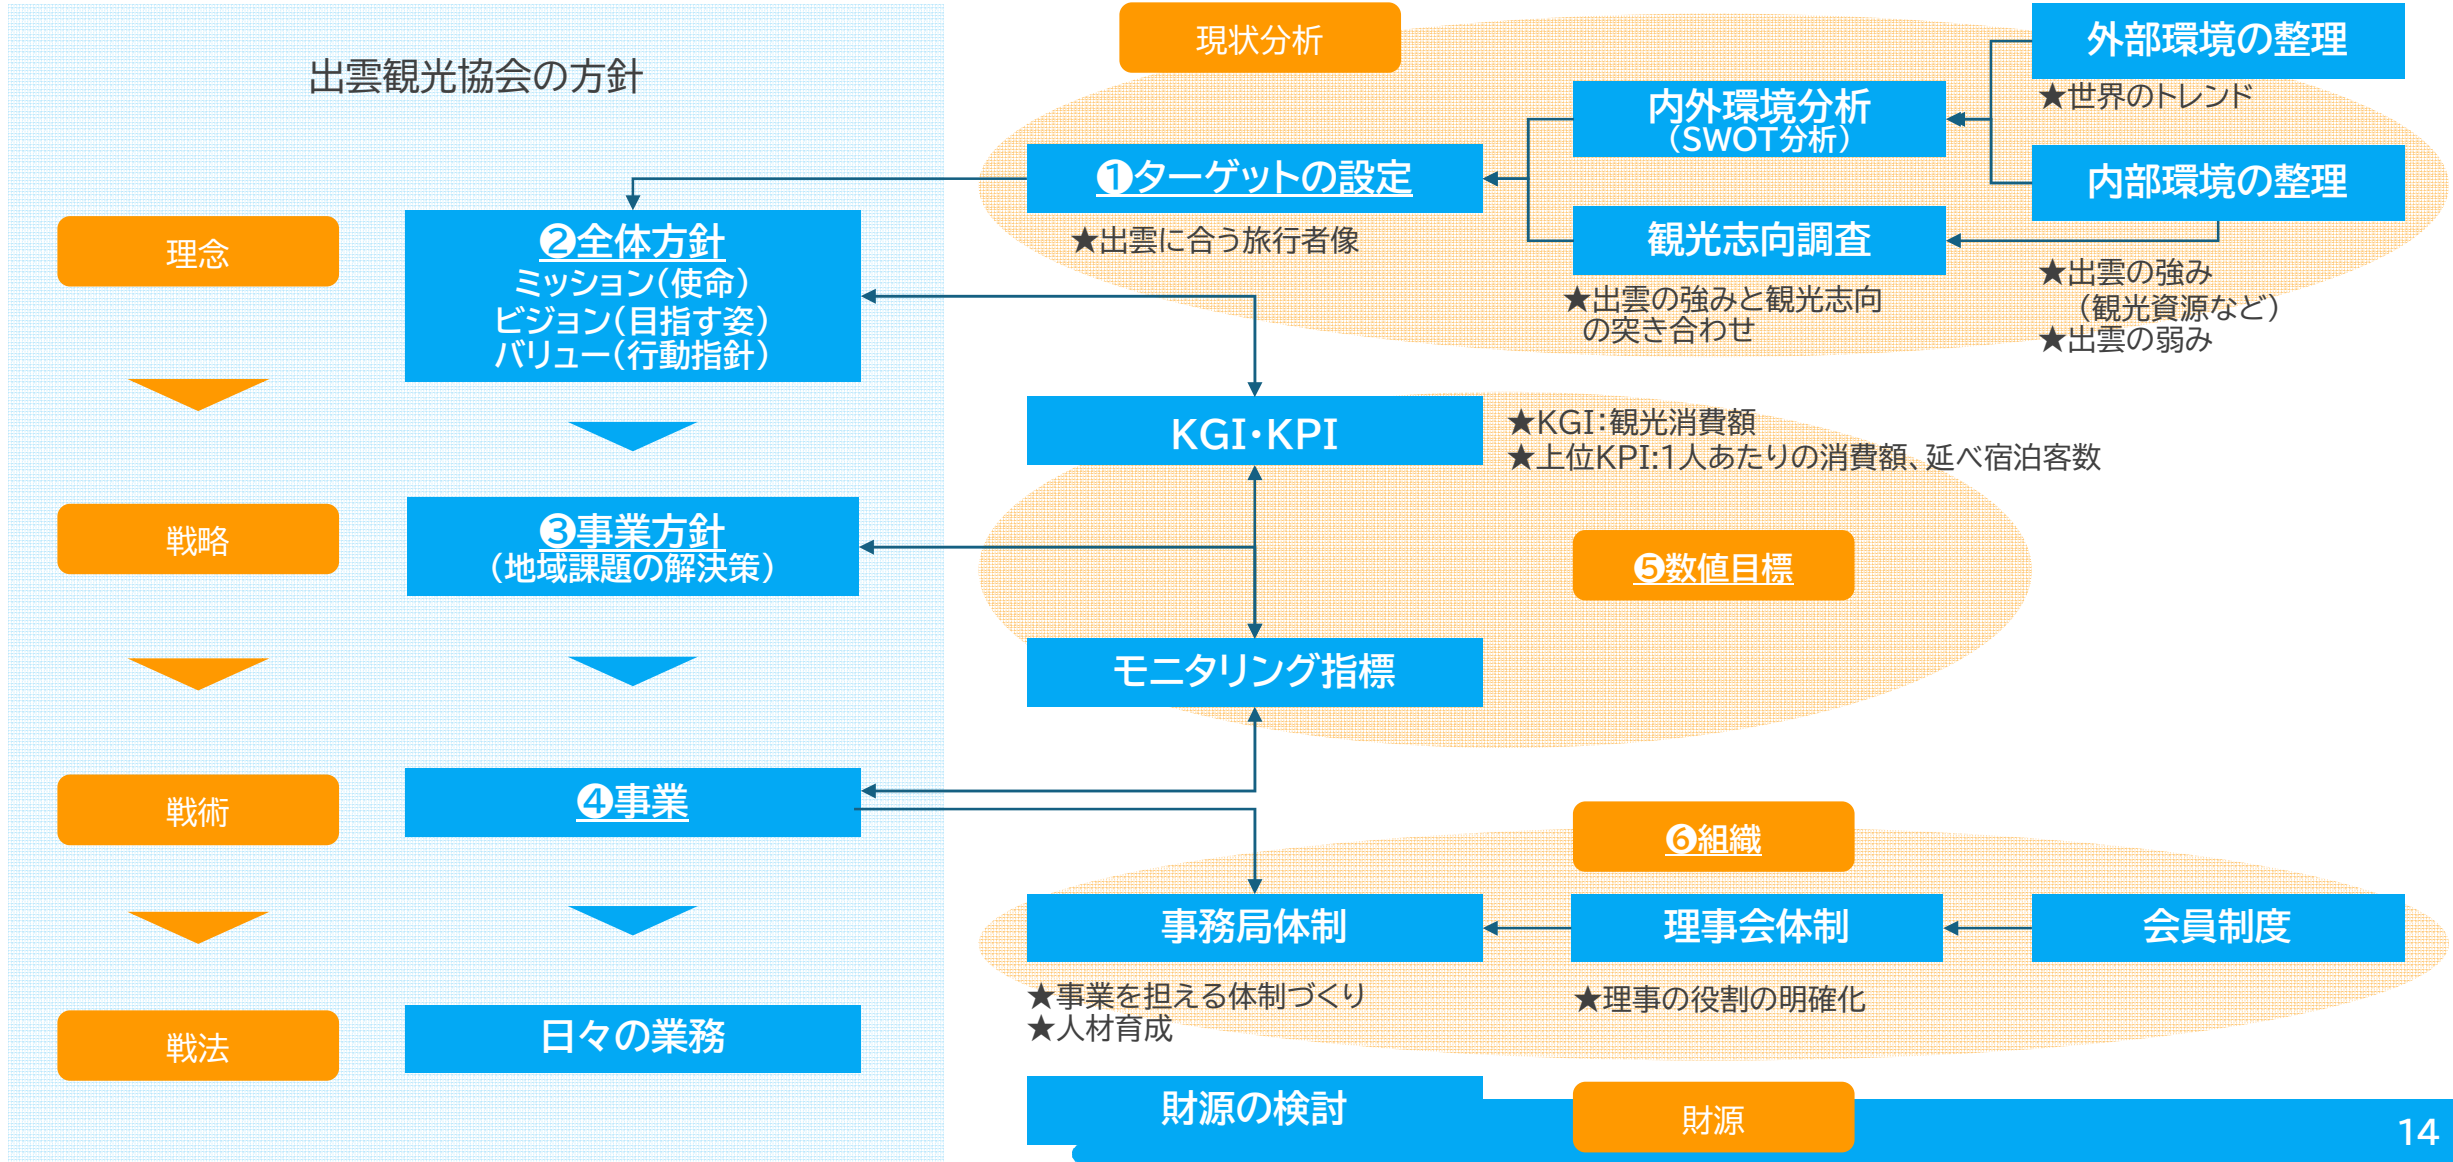 出雲観光協会の方針
理念
❷全体方針
ミッション（使命）
ビジョン（目指す姿）
バリュー（行動指針）
戦略
❸事業方針
（地域課題の解決策）
戦術
❹事業
戦法
日々の業務
現状分析
❶ターゲットの設定
★出雲に合う旅行者像
内外環境分析
（SWOT分析）
観光志向調査
★出雲の強みと観光志向
の突き合わせ
外部環境の整理
★世界のトレンド
内部環境の整理
★出雲の強み
（観光資源など）
★出雲の弱み
KGI・KPI
★KGI：観光消費額
★上位KPI:1人あたりの消費額、延べ宿泊客数
❺数値目標
モニタリング指標
❻組織
事務局体制
★事業を担える体制づくり
★人材育成
理事会体制
★理事の役割の明確化
会員制度
財源の検討
財源
14